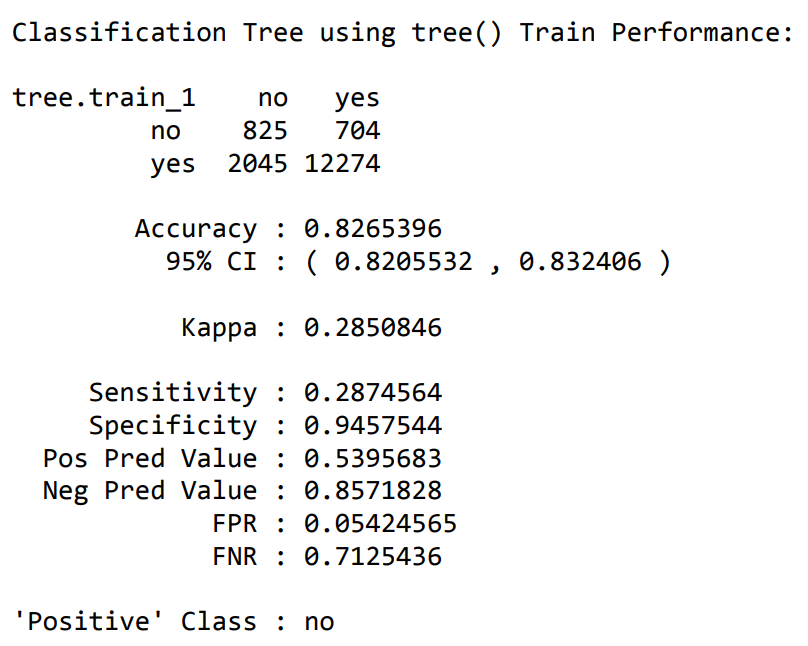 Classification Tree using tree() Train Performance:
tree.train_1 no yes
no 825 704
yes 2045 12274
Accuracy : 0.8265396
95% CI : ( 0.8205532 , 0.832406 )
Kappa : 0.2850846
Sensitivity : 0.2874564
Specificity : 0.9457544
Pos Pred Value : 0.5395683
Neg Pred Value : 0.8571828
FPR : 0.05424565
FNR : 0.7125436
'Positive' Class : no